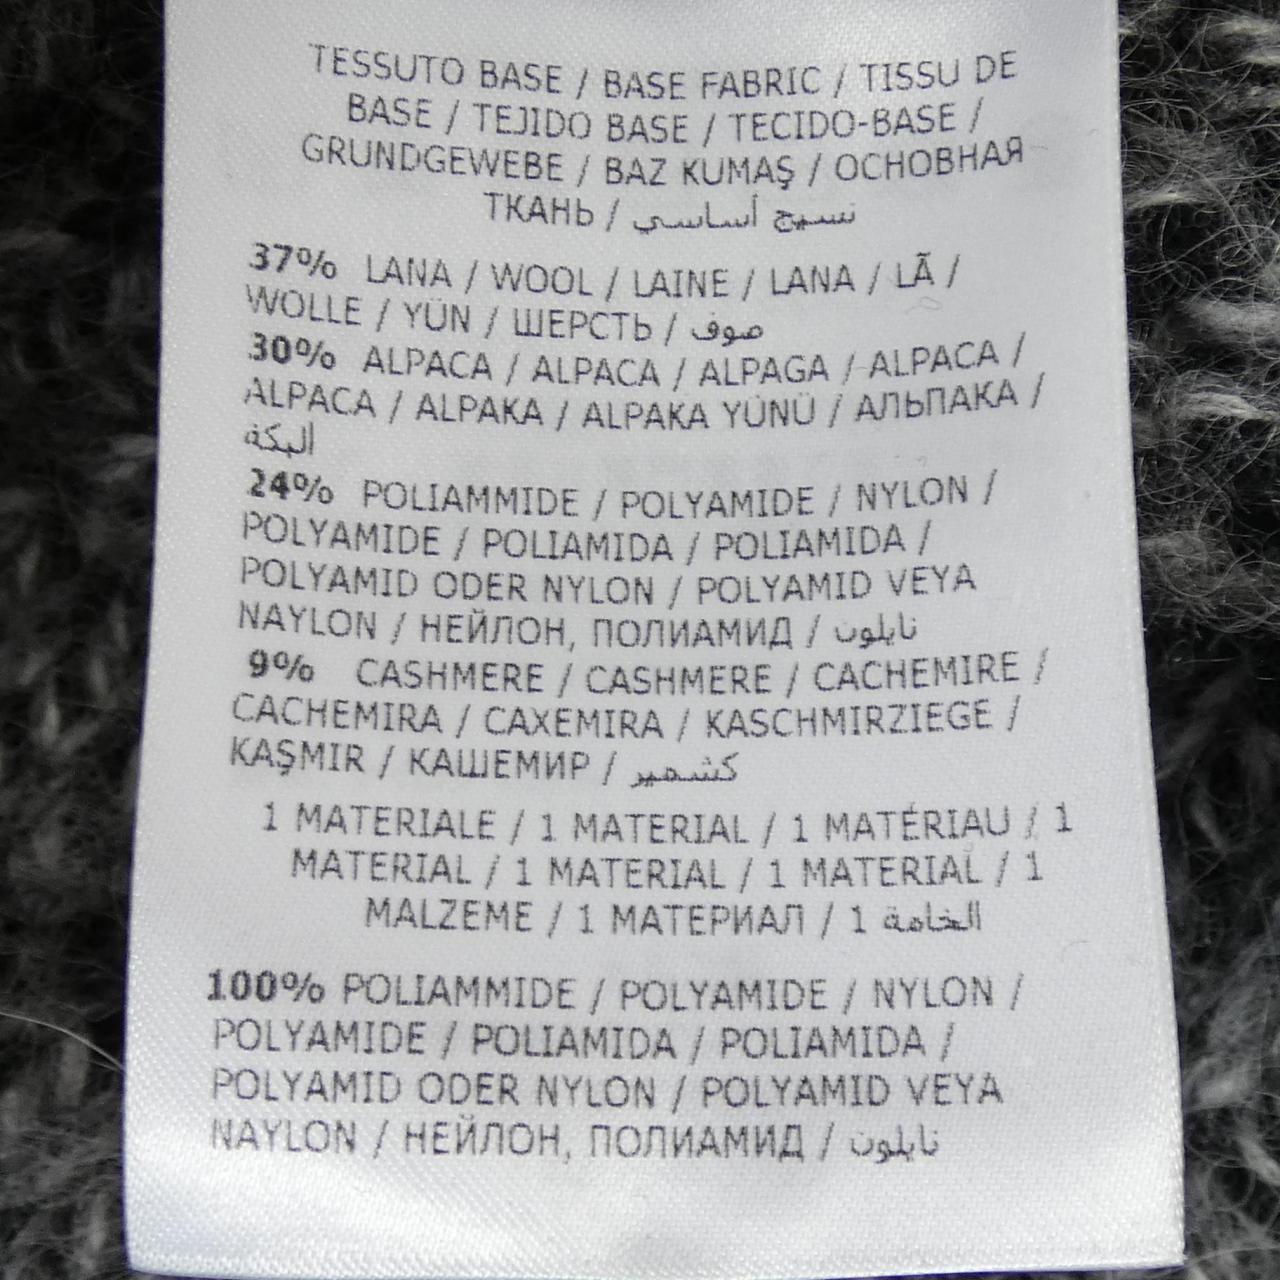 TESSUTO BASE / BASE FABRIC / TISSU DE
BASE / TEJIDO BASE / TECIDO-BASE /
GRUNDGEWEBE / BAZ KUMAŞ / ОСНОВНАЯ
ТКАНЬ / نسيج أساسي
37% LANA / WOOL / LAINE / LANA / LÃ /
WOLLE / YÜN / ШЕРСТЬ / صوف
30% ALPACA / ALPACA / ALPAGA / ALPACA /
ALPACA / ALPAKA / ALPAKA YÜNÜ / АЛЬПАКА /
البكة
24% POLIAMMIDE / POLYAMIDE / NYLON /
POLYAMIDE / POLIAMIDA / POLIAMIDA /
POLYAMID ODER NYLON / POLYAMID VEYA
NAYLON / НЕЙЛОН, ПОЛИАМИД / نايلون
9% CASHMERE / CASHMERE / CACHEMIRE /
CACHEMIRA / CAXEMIRA / KASCHMIRZIEGE /
KAŞMIR / КАШЕМИР / كشمير
1 MATERIALE / 1 MATERIAL / 1 MATÉRIAU / 1
MATERIAL / 1 MATERIAL / 1 MATERIAL / 1
MALZEME / 1 МАТЕРИАЛ / 1 الخامة
100% POLIAMMIDE / POLYAMIDE / NYLON /
POLYAMIDE / POLIAMIDA / POLIAMIDA /
POLYAMID ODER NYLON / POLYAMID VEYA
NAYLON / НЕЙЛОН, ПОЛИАМИД / نايلون